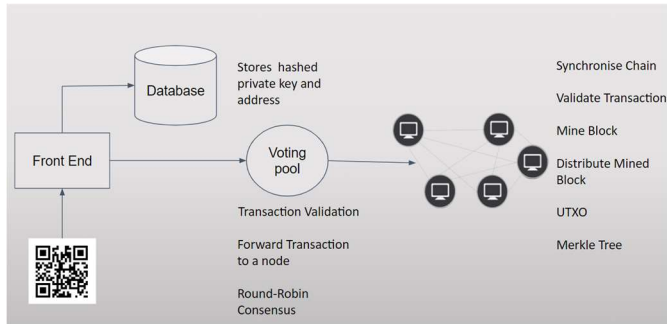 Database
Stores hashed
private key and
address
Front End
Voting
pool
Transaction Validation
Forward Transaction
to a node
Round-Robin
Consensus
Synchronise Chain
Validate Transaction
Mine Block
Distribute Mined
Block
UTXO
Merkle Tree